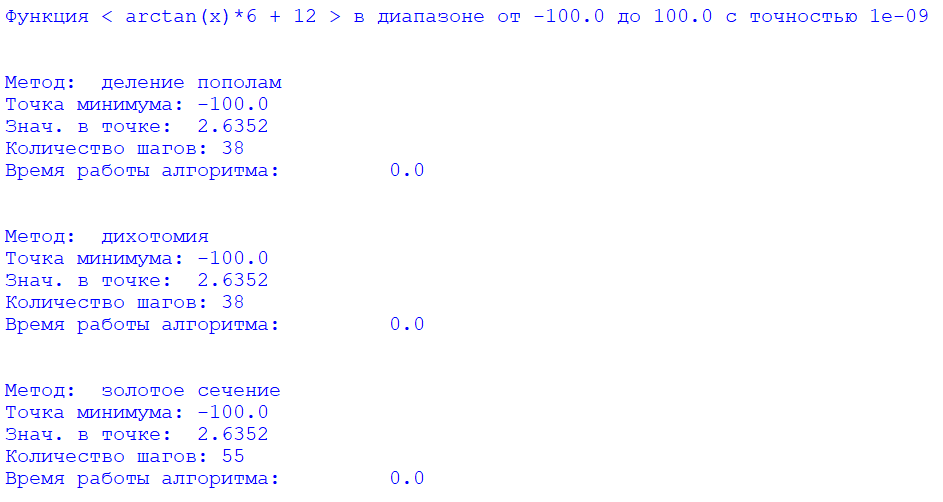 Функция < arctan(x)*6 + 12 > в диапазоне от -100.0 до 100.0 с точностью 1e-09
Метод:  деление пополам
Точка минимума: -100.0
Знач. в точке:  2.6352
Количество шагов: 38
Время работы алгоритма:         0.0
Метод:  дихотомия
Точка минимума: -100.0
Знач. в точке:  2.6352
Количество шагов: 38
Время работы алгоритма:         0.0
Метод:  золотое сечение
Точка минимума: -100.0
Знач. в точке:  2.6352
Количество шагов: 55
Время работы алгоритма:         0.0